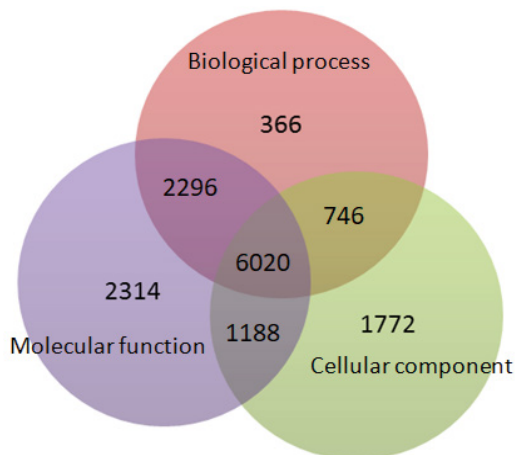 Biological process
366
2296
746
6020
2314
1188
1772
Molecular function
Cellular component